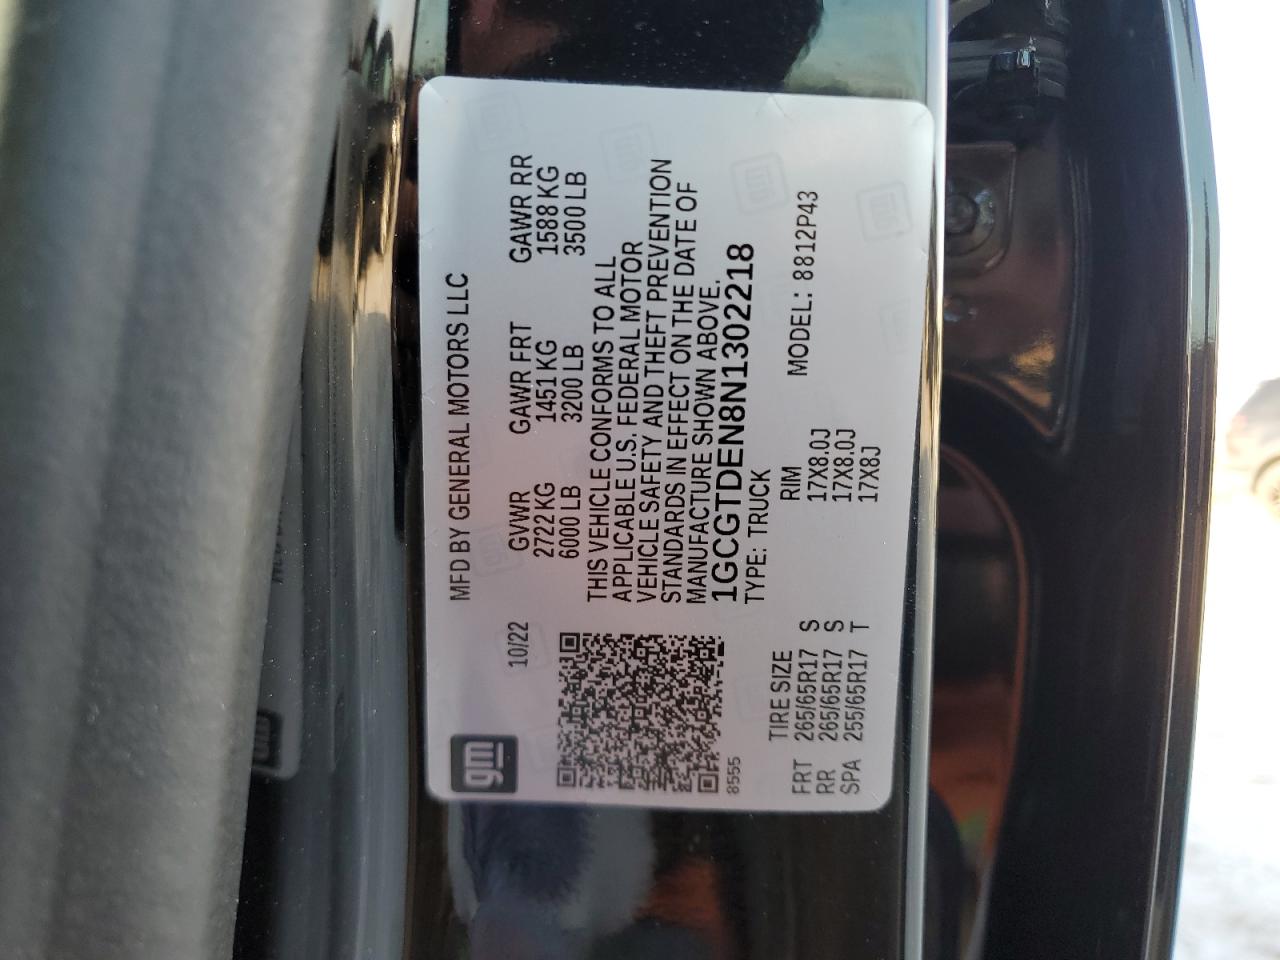 gm
10/22
MFD BY GENERAL MOTORS LLC
GVWR GAWR FRT GAWR RR
2722 KG 1451 KG 1588 KG
6000 LB 3200 LB 3500 LB
THIS VEHICLE CONFORMS TO ALL
APPLICABLE U.S. FEDERAL MOTOR
VEHICLE SAFETY AND THEFT PREVENTION
STANDARDS IN EFFECT ON THE DATE OF
MANUFACTURE SHOWN ABOVE.
1GCGTDEN8N1302218
8555
TYPE: TRUCK
TIRE SIZE RIM MODEL: 8812P43
FRT 265/65R17 S 17X8.0J
RR 265/65R17 S 17X8.0J
SPA 255/65R17 T 17X8J